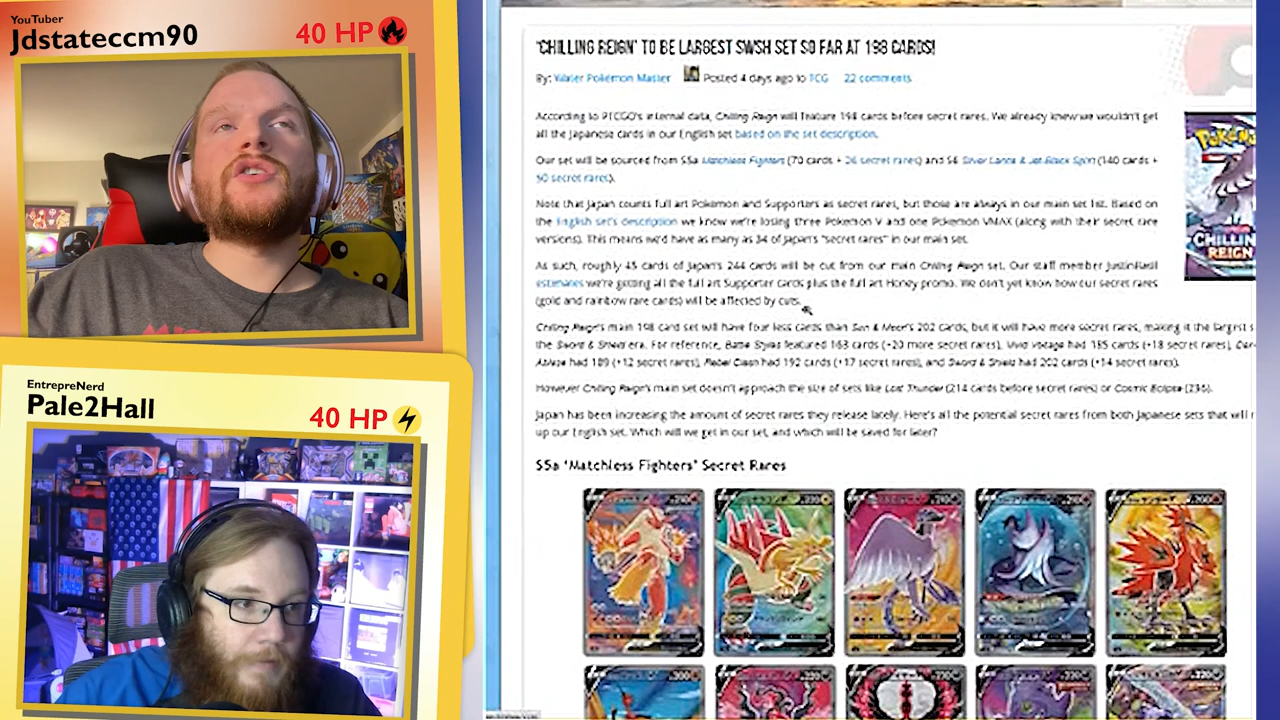 YouTuber
Jdstateccm90
40 HP
EntrepreNerd
Pale2Hall
40 HP
'CHILLING REIGN' TO BE LARGEST SWSH SET SO FAR AT 198 CARDS!
By: Water Pokémon Master Posted 4 days ago to TCG 22 comments
According to PTCGO's internal data, Chilling Reign will feature 198 cards before secret rares. We already knew we wouldn't get
all the Japanese cards in our English set based on the set description.
Our set will be sourced from S5a Matchless Fighters (70 cards + 26 secret rares) and S6 Silver Lance & Jet-Black Spirit (140 cards +
50 secret rares).
Note that Japan counts full art Pokemon and Supporters as secret rares, but those are always in our main set list. Based on
the English set's description we know we're losing three Pokemon V and one Pokemon VMAX (along with their secret rare
versions). This means we'd have as many as 34 of Japan's "secret rares" in our main set.
As such, roughly 45 cards of Japan's 244 cards will be cut from our main Chilling Reign set. Our staff member JustInBasil
estimates we're getting all the full art Supporter cards plus the full art Honey promo. We don't yet know how our secret rares
(gold and rainbow rare cards) will be affected by cuts.
Chilling Reign's main 198 card set will have four less cards than Sun & Moon's 202 cards, but it will have more secret rares, making it the largest s
the Sword & Shield era. For reference, Battle Styles featured 163 cards (+20 more secret rares), Vivid Voltage had 185 cards (+18 secret rares), Dar
Ablaze had 189 (+12 secret rares), Rebel Clash had 192 cards (+17 secret rares), and Sword & Shield had 202 cards (+14 secret rares).
However Chilling Reign's main set doesn't approach the size of sets like Lost Thunder (214 cards before secret rares) or Cosmic Eclipse (236).
Japan has been increasing the amount of secret rares they release lately. Here's all the potential secret rares from both Japanese sets that will r
up our English set. Which will we get in our set, and which will be saved for later?
S5a 'Matchless Fighters' Secret Rares
POKÉMON
CHILLIN
REIGN